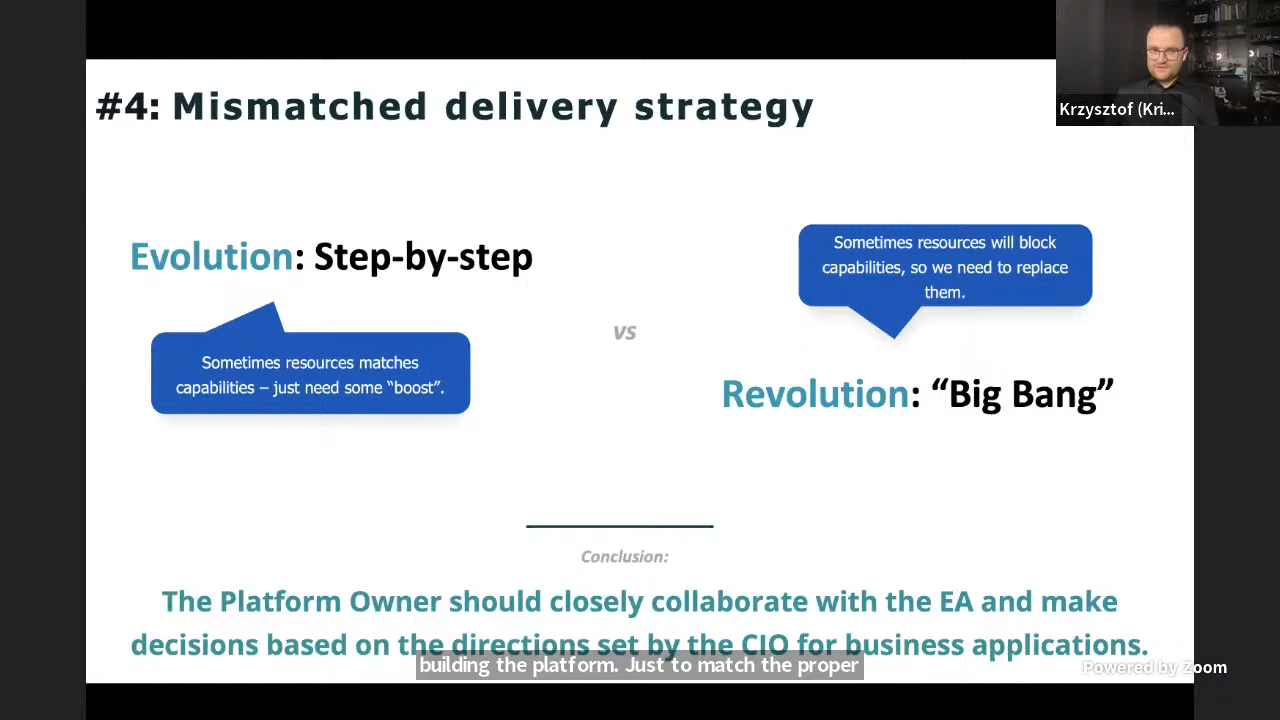 #4: Mismatched delivery strategy
Krzysztof (Kri...
Evolution: Step-by-step
Sometimes resources matches
capabilities – just need some “boost”.
vs
Sometimes resources will block
capabilities, so we need to replace
them.
Revolution: “Big Bang”
Conclusion:
The Platform Owner should closely collaborate with the EA and make
decisions based on the directions set by the CIO for business applications.
building the platform. Just to match the proper
Powered by Zoom